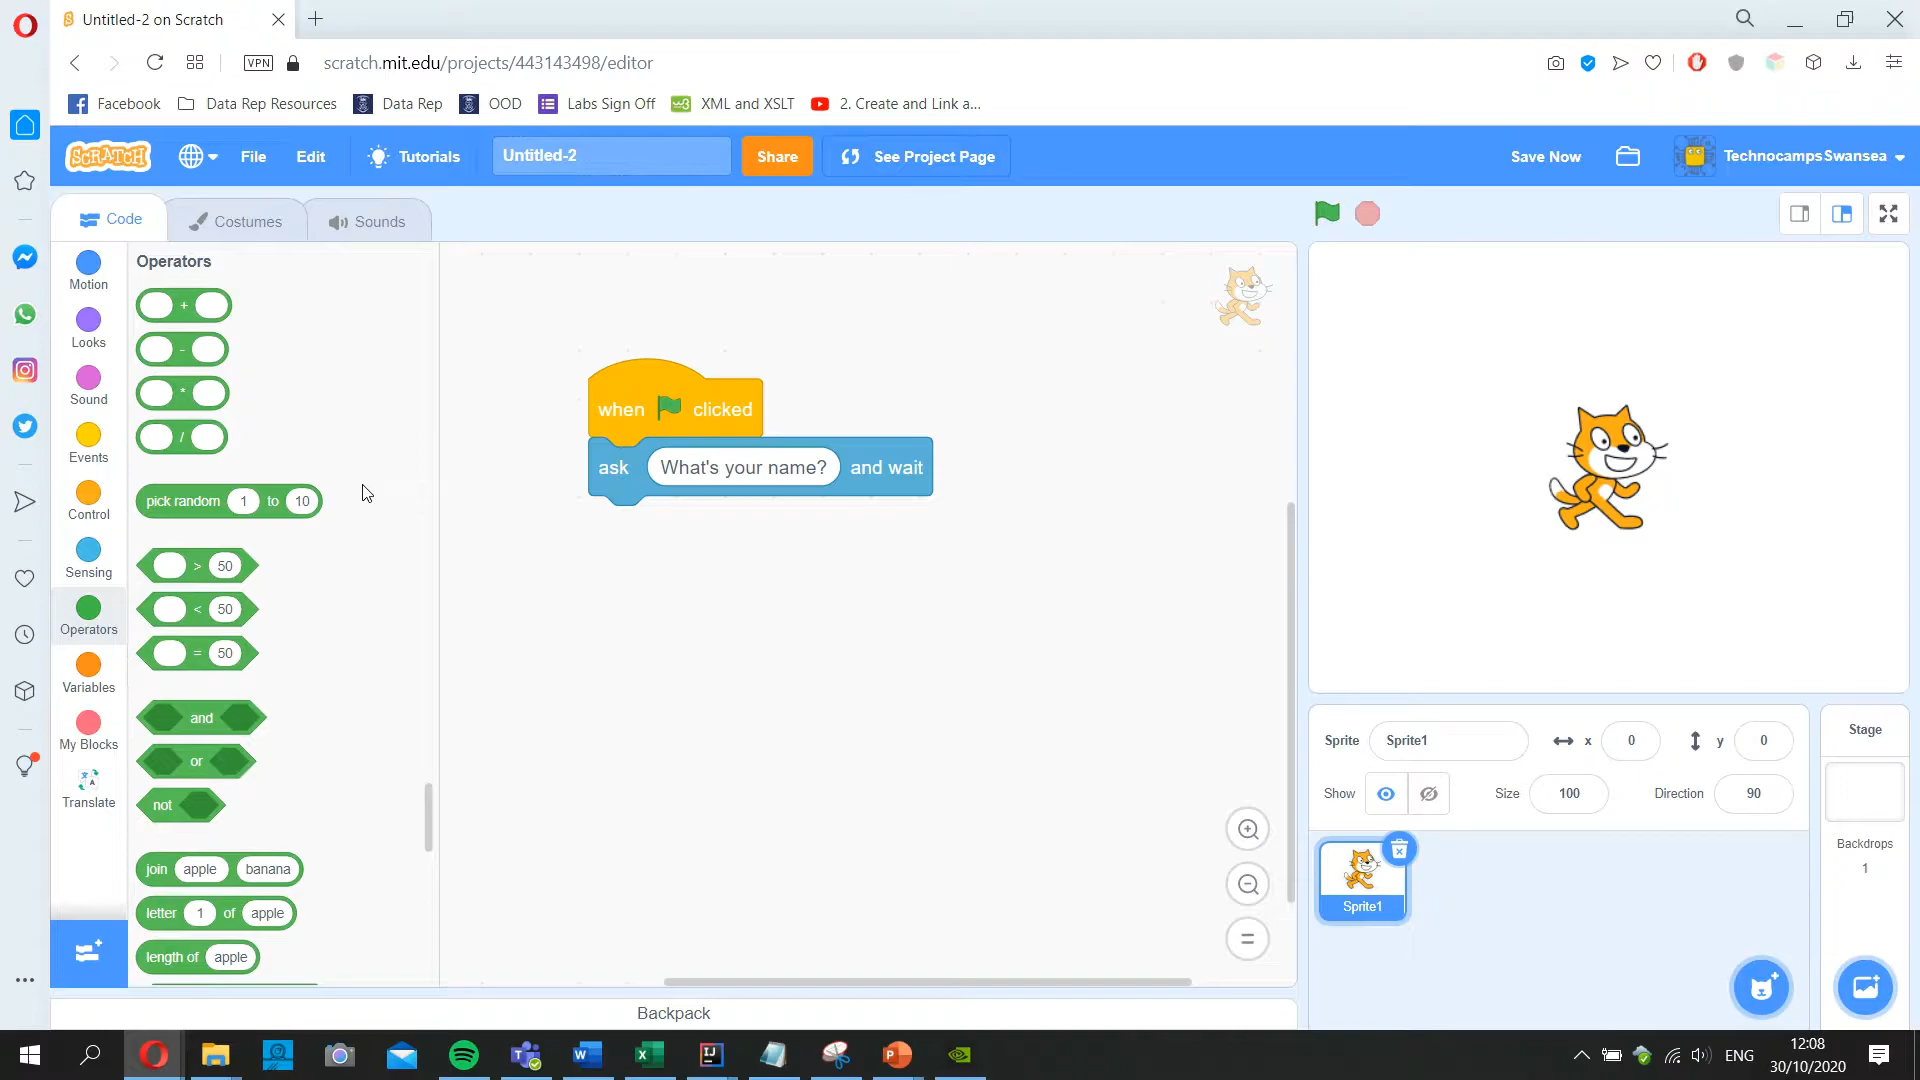 Untitled-2 on Scratch
VPN
scratch.mit.edu/projects/443143498/editor
Facebook
Data Rep Resources
Data Rep
OOD
Labs Sign Off
XML and XSLT
2. Create and Link a...
SCRATCH
File
Edit
Tutorials
Untitled-2
Share
See Project Page
Save Now
TechnocampsSwansea
Code
Costumes
Sounds
Motion
Looks
Sound
Events
Control
Sensing
Operators
Variables
My Blocks
Translate
Operators
+
-
*
/
pick random 1 to 10
> 50
< 50
= 50
and
or
not
join apple banana
letter 1 of apple
length of apple
when clicked
ask What's your name? and wait
Backpack
Sprite Sprite1 x 0 y 0
Show Size 100 Direction 90
Sprite1
Stage
Backdrops
1
ENG
12:08
30/10/2020